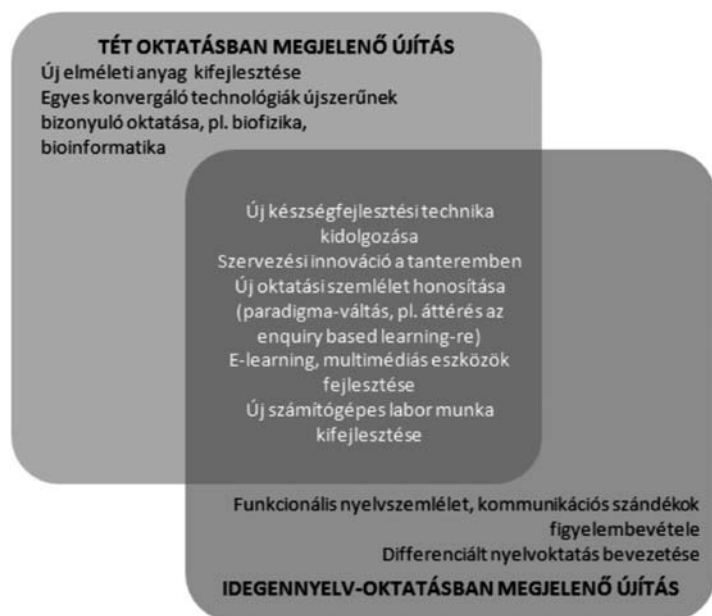 TÉT OKTATÁSBAN MEGJELENŐ ÚJÍTÁS
Új elméleti anyag kifejlesztése
Egyes konvergáló technológiák újszerűnek
bizonyuló oktatása, pl. biofizika,
bioinformatika
Új készségfejlesztési technika
kidolgozása
Szervezési innováció a tanteremben
Új oktatási szemlélet honosítása
(paradigma-váltás, pl. áttérés az
enquiry based learning-re)
E-learning, multimédiás eszközök
fejlesztése
Új számítógépes labor munka
kifejlesztése
Funkcionális nyelvszemlélet, kommunikációs szándékok
figyelembevétele
Differenciált nyelvoktatás bevezetése
IDEGENNYELV-OKTATÁSBAN MEGJELENŐ ÚJÍTÁS